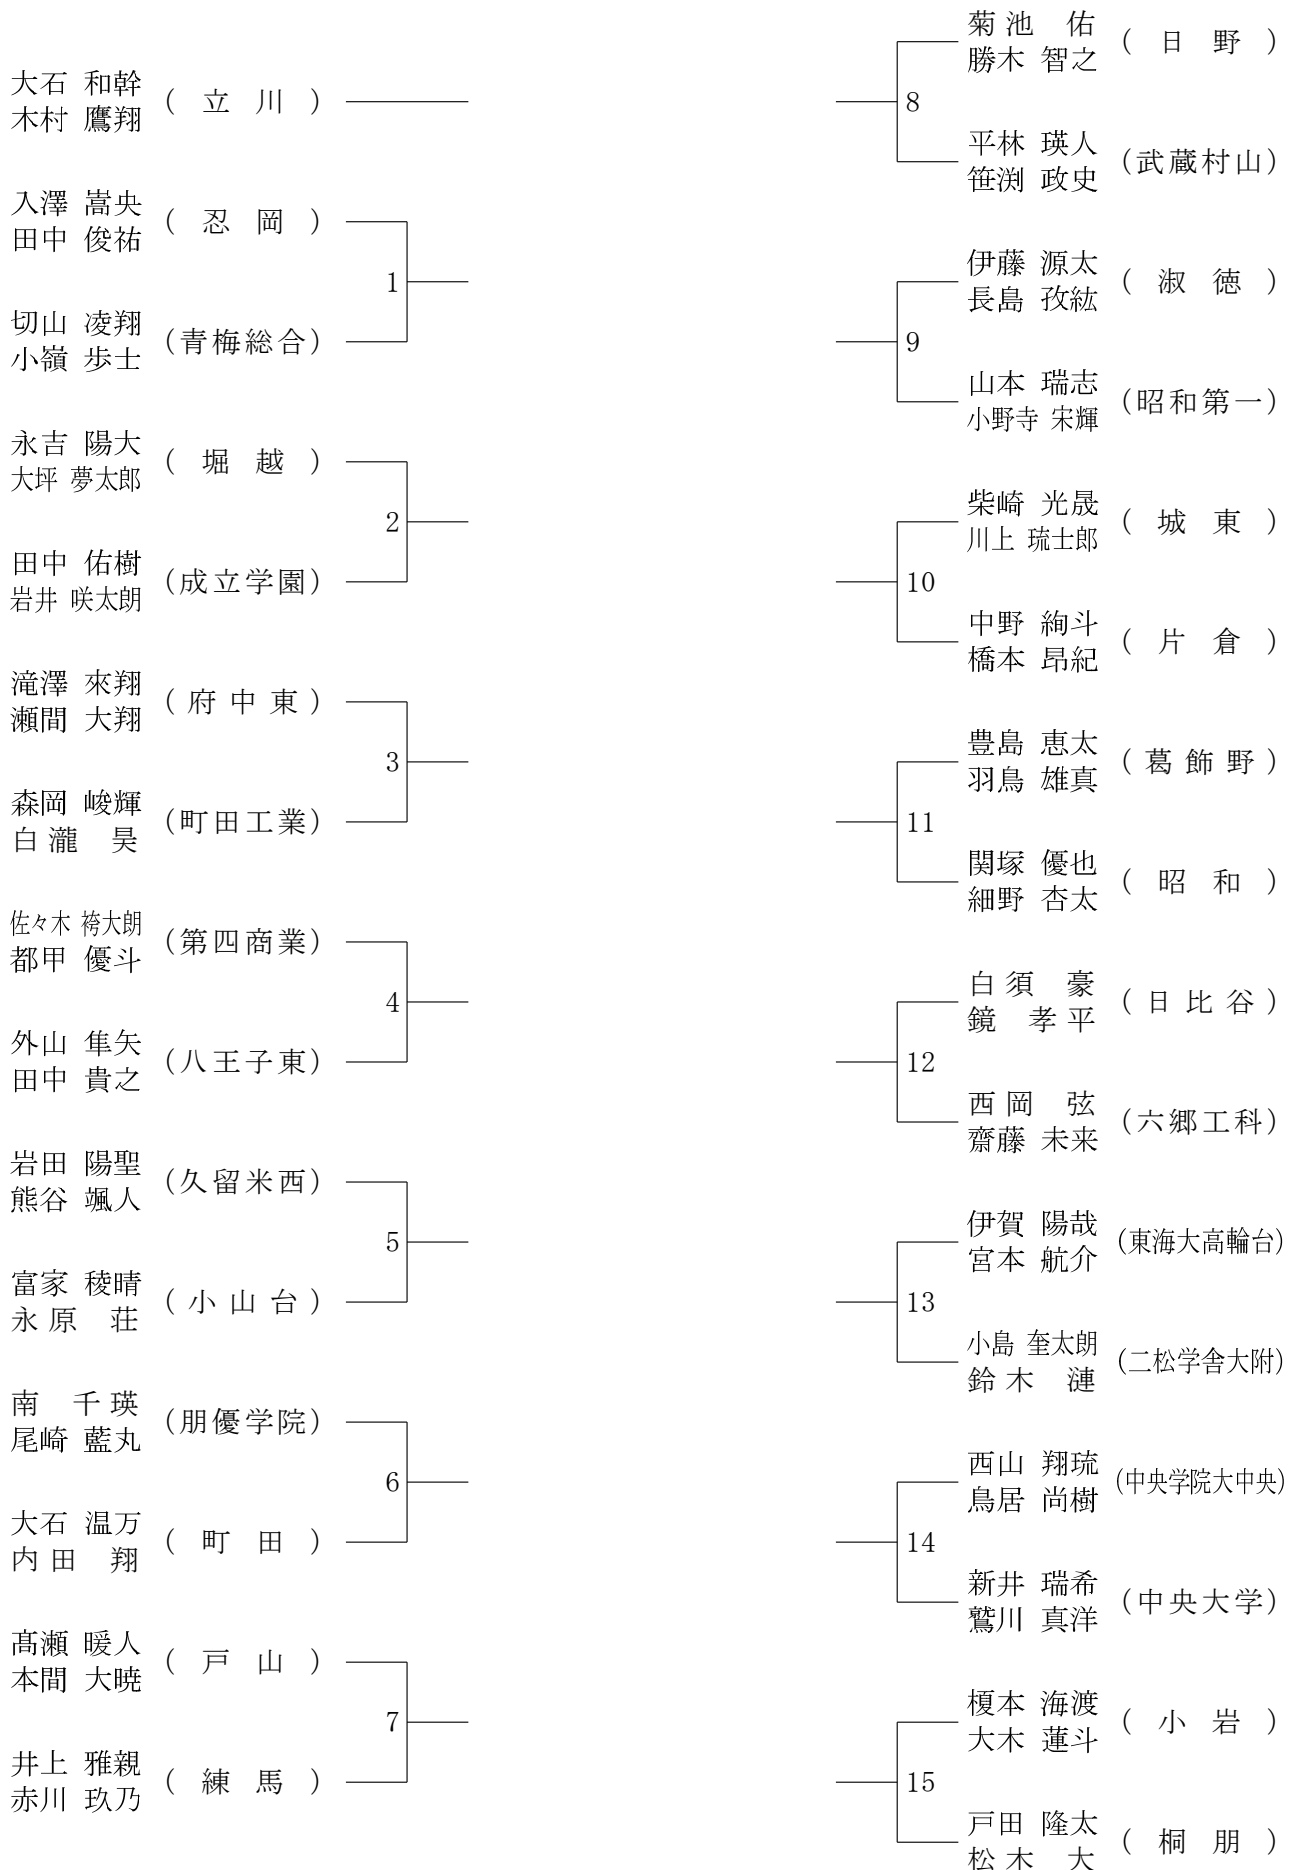 大石 和幹
木村 鷹翔
(立川)
入澤 嵩央
田中 俊祐
(忍岡)
1
切山 凌翔
小嶺 歩士
(青梅総合)
永吉 陽大
大坪 夢太郎
(堀越)
2
田中 佑樹
岩井 咲太朗
(成立学園)
滝澤 來翔
瀬間 大翔
(府中東)
3
森岡 峻輝
白瀧 昊
(町田工業)
佐々木 袴大朗
都甲 優斗
(第四商業)
4
外山 隼矢
田中 貴之
(八王子東)
岩田 陽聖
熊谷 颯人
(久留米西)
5
富家 稜晴
永原 荘
(小山台)
南 千瑛
尾崎 藍丸
(朋優学院)
6
大石 温万
内田 翔
(町田)
髙瀬 暖人
本間 大暁
(戸山)
7
井上 雅親
赤川 玖乃
(練馬)
菊池 佑
勝木 智之
(日野)
8
平林 瑛人
笹渕 政史
(武蔵村山)
伊藤 源太
長島 孜紘
(淑徳)
9
山本 瑞志
小野寺 宋輝
(昭和第一)
柴崎 光晟
川上 琉士郎
(城東)
10
中野 絢斗
橋本 昂紀
(片倉)
豊島 恵太
羽鳥 雄真
(葛飾野)
11
関塚 優也
細野 杏太
(昭和)
白須 豪
鏡 孝平
(日比谷)
12
西岡 弦
齋藤 未来
(六郷工科)
伊賀 陽哉
宮本 航介
(東海大高輪台)
13
小島 奎太朗
鈴木 漣
(二松学舎大附)
西山 翔琉
鳥居 尚樹
(中央学院大中央)
14
新井 瑞希
鷲川 真洋
(中央大学)
榎本 海渡
大木 蓮斗
(小岩)
15
戸田 隆太
松木 大
(桐朋)